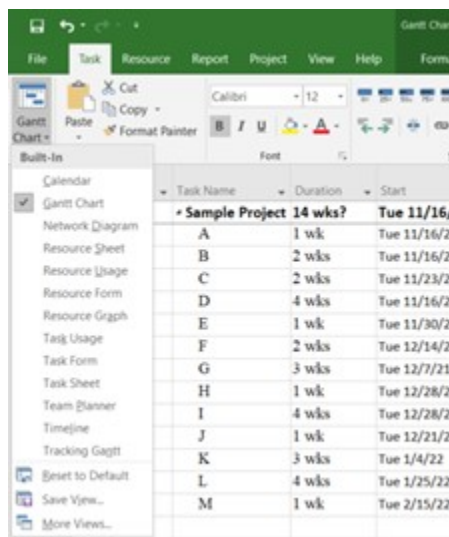 Gantt Char
File Task Resource Report Project View Help Forma
Gantt Chart
Paste
Cut
Copy
Format Painter
Calibri 12
B I U A
Font
Built-In
Calendar
Gantt Chart
Network Diagram
Resource Sheet
Resource Usage
Resource Form
Resource Graph
Task Usage
Task Form
Task Sheet
Team Planner
Timeline
Tracking Gantt
Reset to Default
Save View...
More Views...
Task Name Duration Start
Sample Project 14 wks? Tue 11/16/
A 1 wk Tue 11/16/2
B 2 wks Tue 11/16/2
C 2 wks Tue 11/23/2
D 4 wks Tue 11/16/2
E 1 wk Tue 11/30/2
F 2 wks Tue 12/14/2
G 3 wks Tue 12/7/21
H 1 wk Tue 12/28/2
I 4 wks Tue 12/28/2
J 1 wk Tue 12/21/2
K 3 wks Tue 1/4/22
L 4 wks Tue 1/25/22
M 1 wk Tue 2/15/22